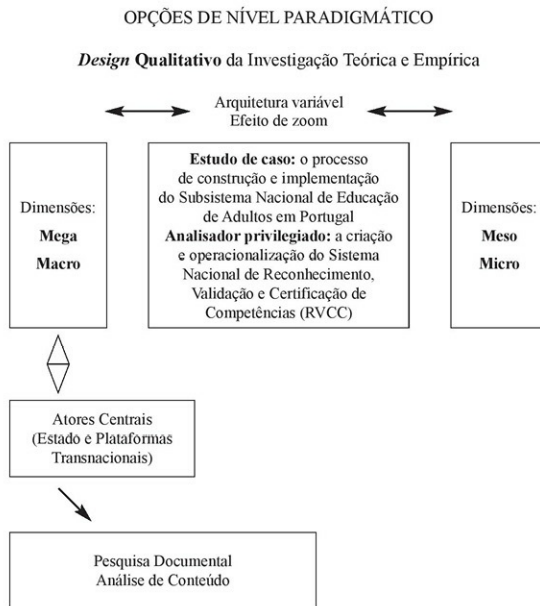 OPÇÕES DE NÍVEL PARADIGMÁTICO
Design Qualitativo da Investigação Teórica e Empírica
Arquitetura variável
Efeito de zoom
Dimensões:
Mega
Macro
Estudo de caso: o processo
de construção e implementação
do Subsistema Nacional de Educação
de Adultos em Portugal
Analisador privilegiado: a criação
e operacionalização do Sistema
Nacional de Reconhecimento,
Validação e Certificação de
Competências (RVCC)
Dimensões:
Meso
Micro
Atores Centrais
(Estado e Plataformas
Transnacionais)
Pesquisa Documental
Análise de Conteúdo